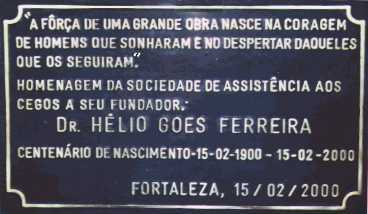 "A FÔRÇA DE UMA GRANDE OBRA NASCE NA CORAGEM
DE HOMENS QUE SONHARAM E NO DESPERTAR DAQUELES
QUE OS SEGUIRAM."
HOMENAGEM DA SOCIEDADE DE ASSISTÊNCIA AOS
CEGOS A SEU FUNDADOR.
DR. HÉLIO GOES FERREIRA
CENTENÁRIO DE NASCIMENTO-15-02-1900 - 15-02-2000
FORTALEZA, 15/02/2000